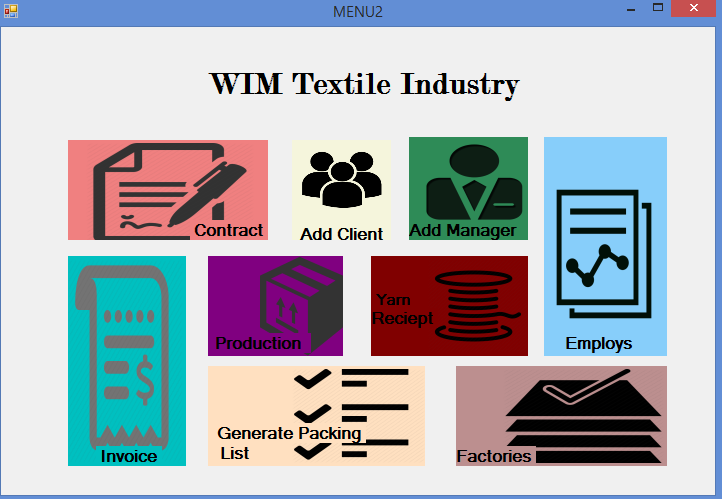 MENU2
WIM Textile Industry
Contract
Add Client
Add Manager
Employs
Invoice
Production
Yarn
Reciept
Generate Packing
List
Factories